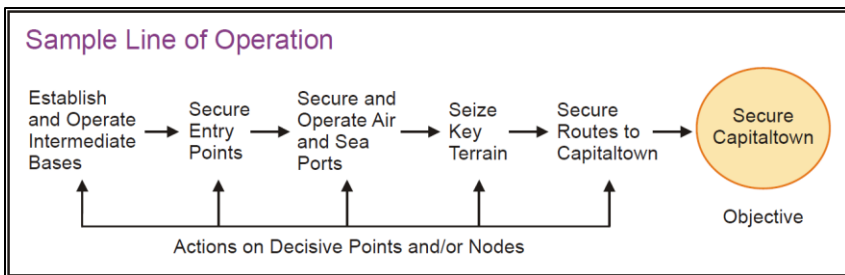 Sample Line of Operation
Establish
and Operate
Intermediate
Bases
Secure
Entry
Points
Secure and
Operate Air
and Sea
Ports
Seize
Key
Terrain
Secure
Routes to
Capitaltown
Secure
Capitaltown
Objective
Actions on Decisive Points and/or Nodes